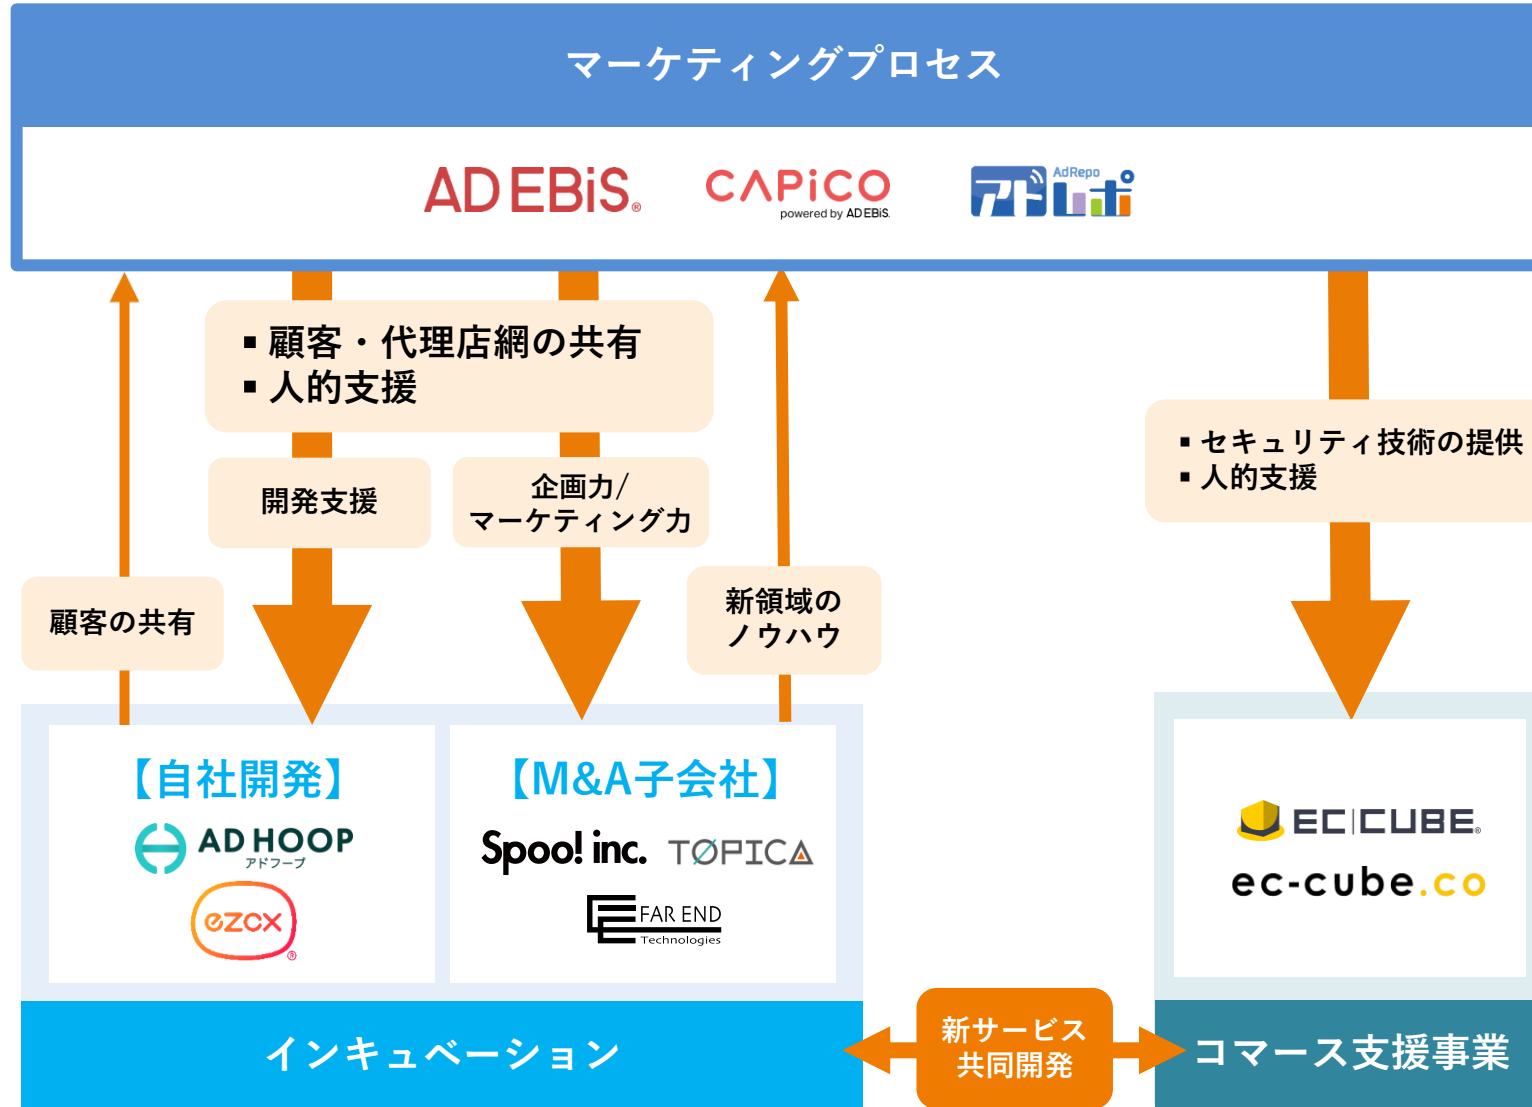 マーケティングプロセス
AD EBiS®
CAPiCO
powered by AD EBiS.
アドレポ
AdRepo
▪ 顧客・代理店網の共有
▪ 人的支援
開発支援
企画力/
マーケティング力
顧客の共有
新領域の
ノウハウ
▪ セキュリティ技術の提供
▪ 人的支援
【自社開発】
AD HOOP
アドフープ
ezcx®
【M&A子会社】
Spoo! inc.
TOPICA
FAR END
Technologies
EC CUBE®
ec-cube.co
インキュベーション
新サービス
共同開発
コマース支援事業